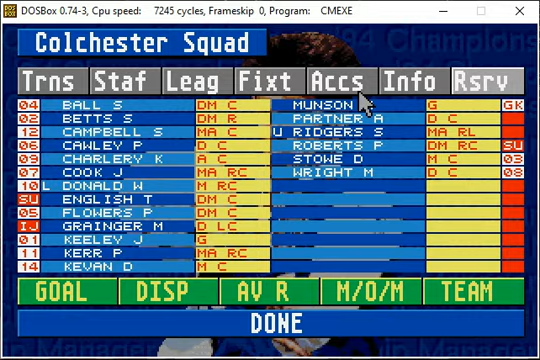 DOSBox 0.74-3, Cpu speed: 7245 cycles, Frameskip 0, Program: CMEXE
Colchester Squad
Trns Staf Leag Fixt Accs Info Rsrv
04 BALL S DM C MUNSON G GK
02 BETTS S DM R PARTNER A D C
12 CAMPBELL S MA C U RIDGERS S MA RL
06 CAWLEY P D C ROBERTS P DM RC SU
09 CHARLERY K A C STOWE D M C 03
07 COOK J MA RC WRIGHT M D C 08
10 L DONALD W M RC
SU ENGLISH T DM C
05 FLOWERS P DM C
IJ GRAINGER M D LC
01 KEELEY J G
11 KERR P MA RC
14 KEVAN D M C
GOAL DISP AV R M/O/M TEAM
DONE